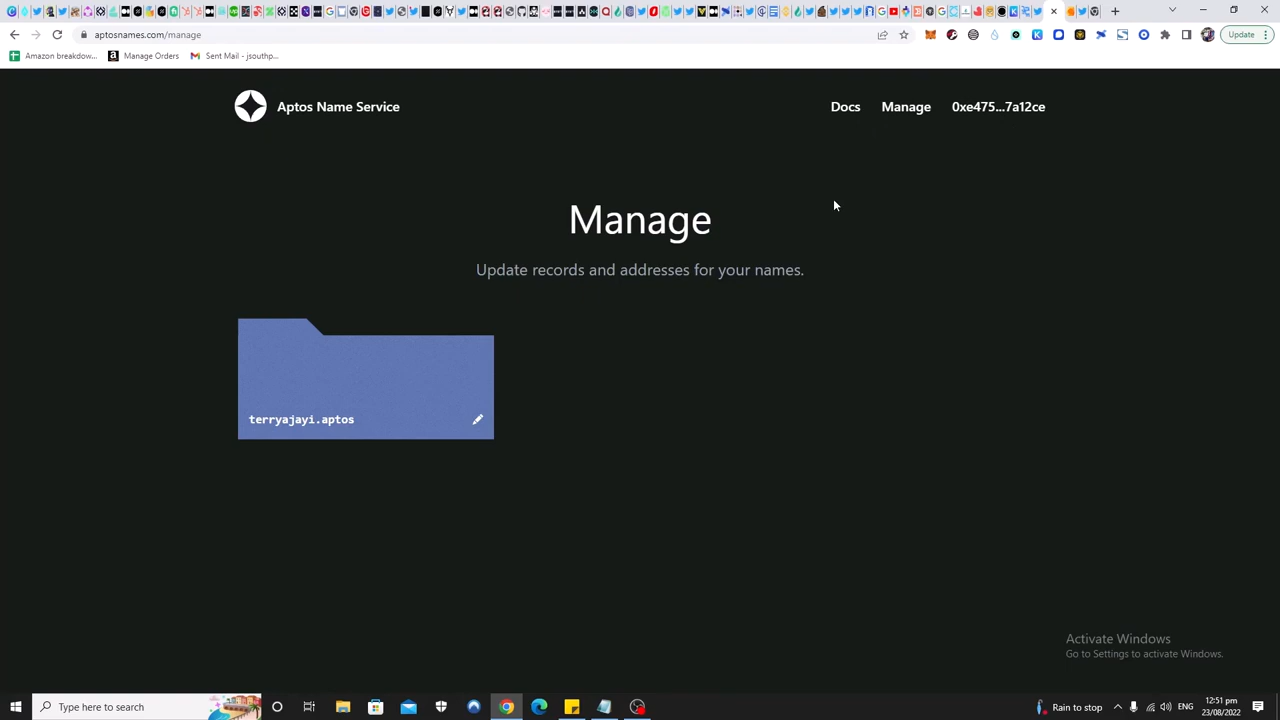 aptosnames.com/manage
Update
Amazon breakdow...
Manage Orders
Sent Mail - jsouthp...
Aptos Name Service
Docs
Manage
0xe475...7a12ce
Manage
Update records and addresses for your names.
terryajayi.aptos
Activate Windows
Go to Settings to activate Windows.
Type here to search
Rain to stop
ENG
12:51
23/08/2022